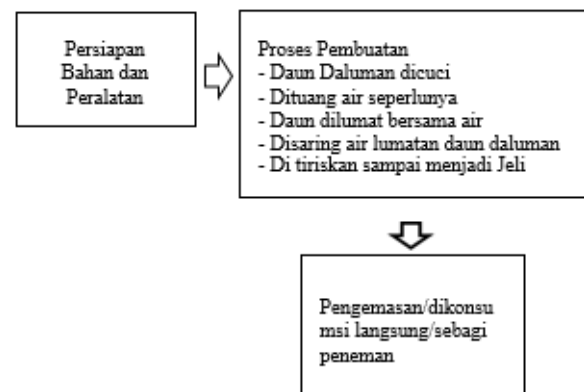 Persiapan
Bahan dan
Peralatan
Proses Pembuatan
- Daun Daluman dicuci
- Dituang air seperlunya
- Daun dilumat bersama air
- Disaring air lumatan daun daluman
- Di tiriskan sampai menjadi Jeli
Pengemasan/dikonsu
msi langsung/sebagi
peneman